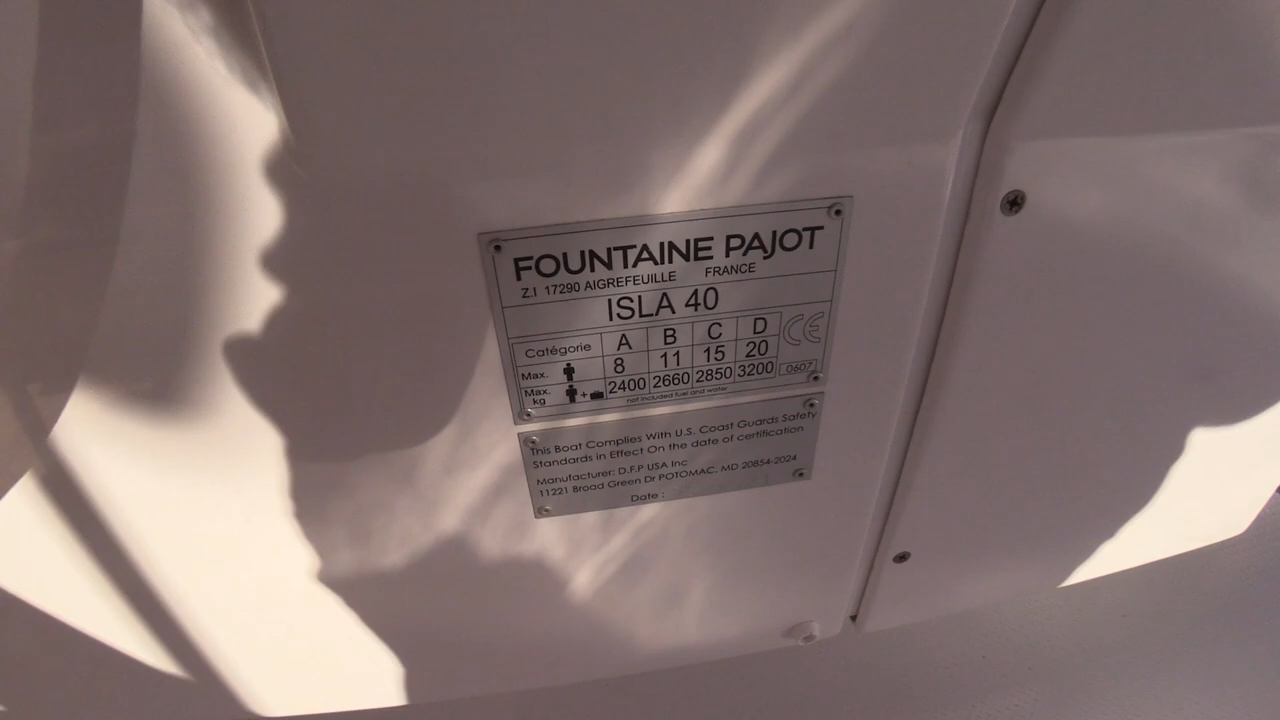 FOUNTAINE PAJOT
Z.I 17290 AIGREFEUILLE FRANCE
ISLA 40
Catégorie A B C D CE
Max. 8 11 15 20
Max. kg + 2400 2660 2850 3200 0607
not included fuel and water
This Boat Complies With U.S. Coast Guards Safety
Standards in Effect On the date of certification
Manufacturer: D.F.P USA Inc
11221 Broad Green Dr POTOMAC, MD 20854-2024
Date :